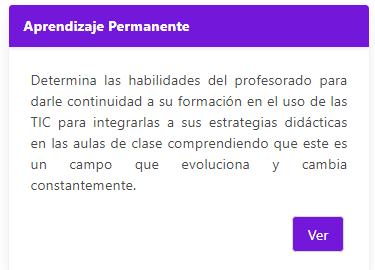 Aprendizaje Permanente
Determina las habilidades del profesorado para
darle continuidad a su formación en el uso de las
TIC para integrarlas a sus estrategias didácticas
en las aulas de clase comprendiendo que este es
un campo que evoluciona y cambia
constantemente.
Ver